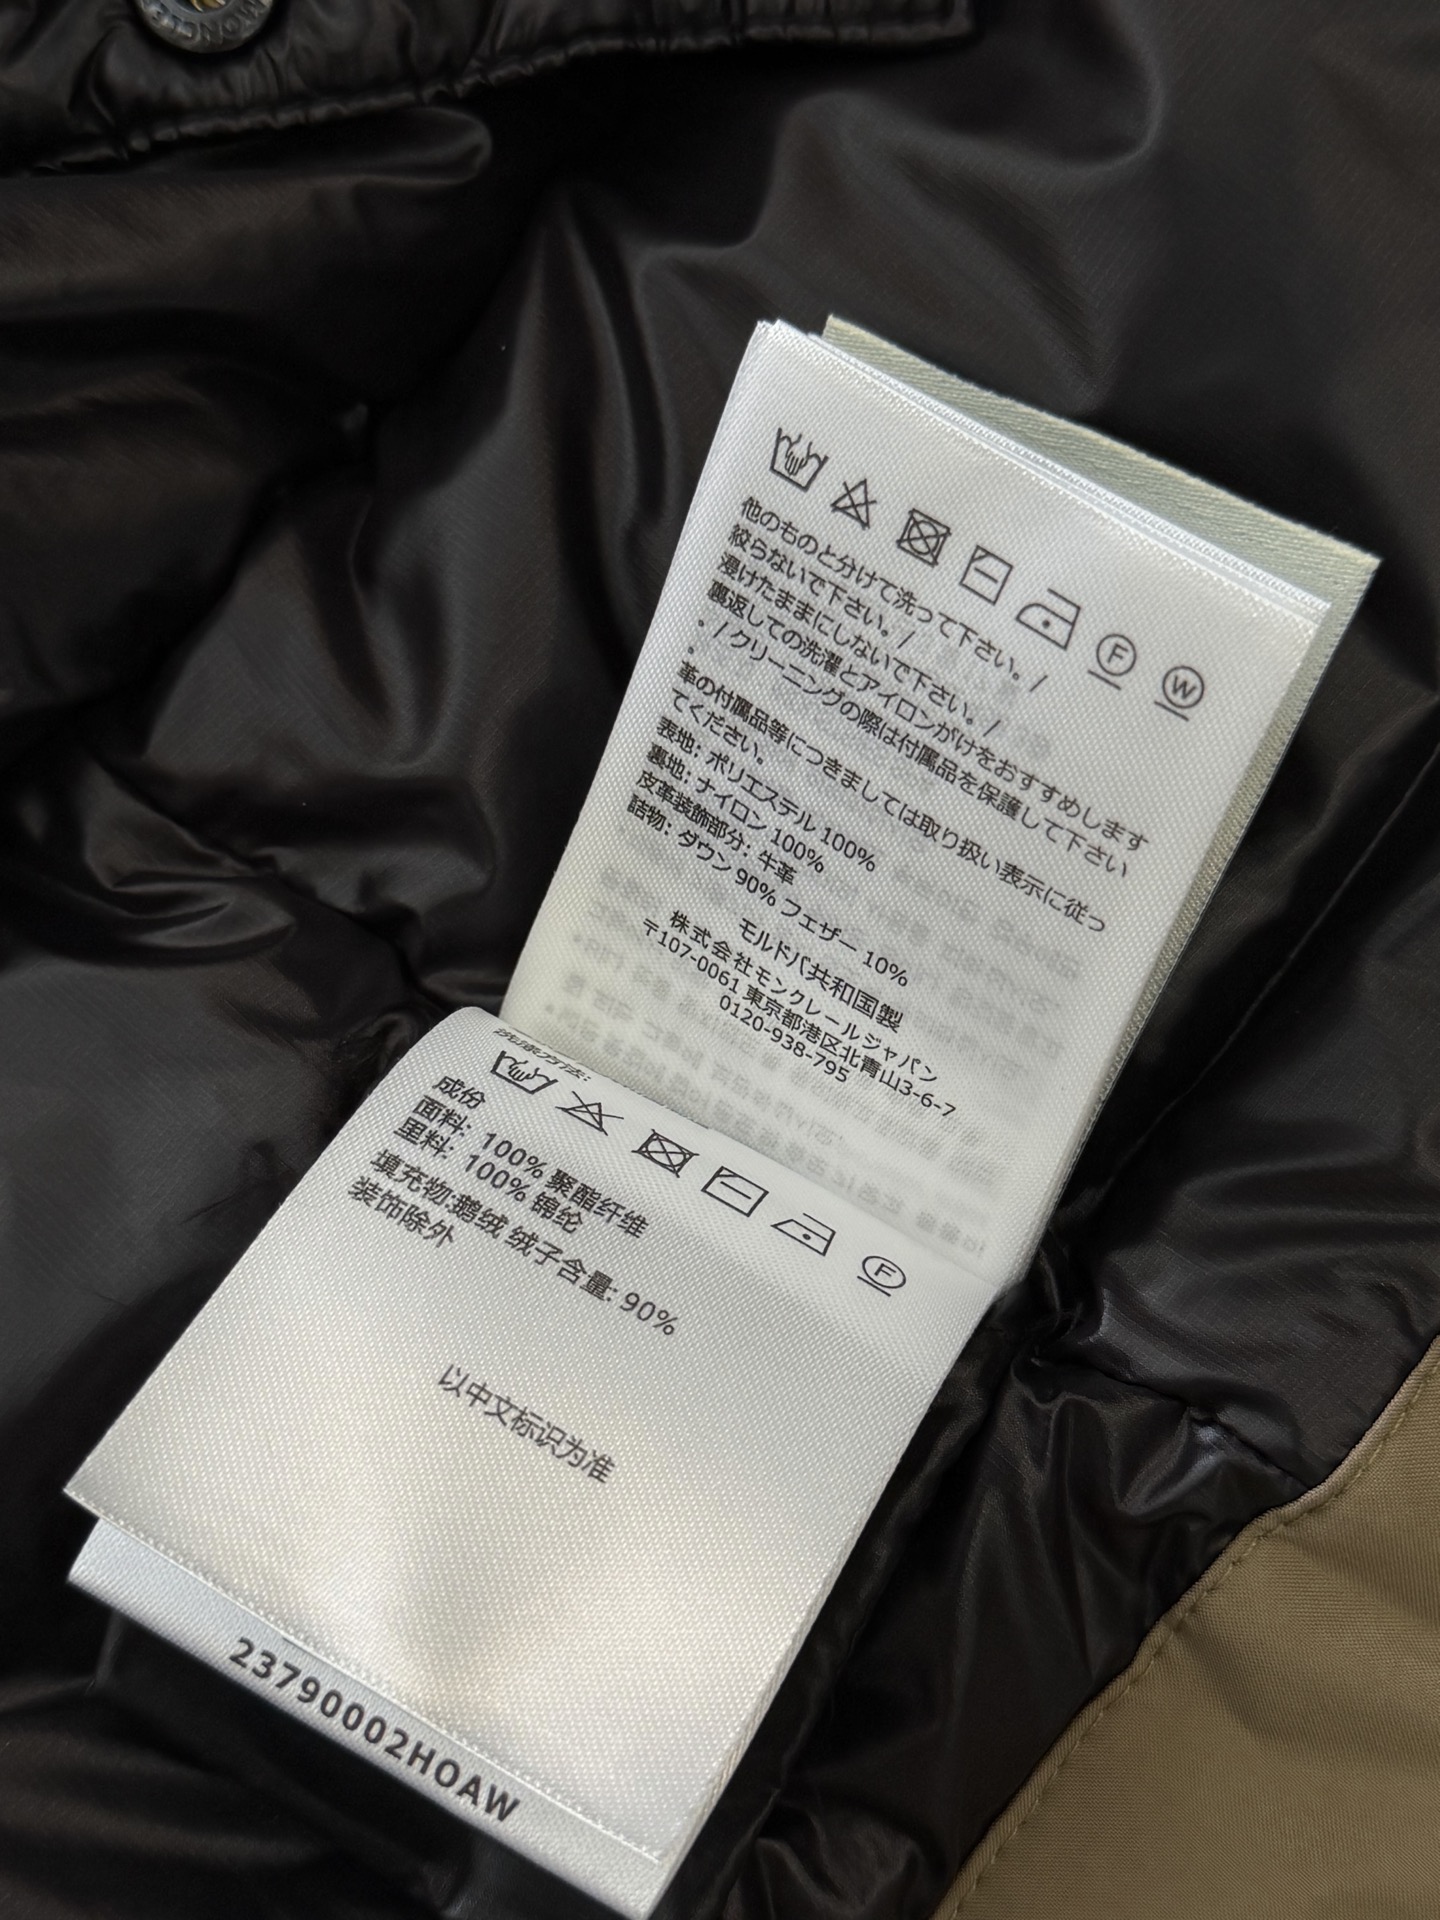 他のものと分けて洗って下さい。/
絞らないで下さい。/
浸けたままにしないで下さい。/
裏返しての洗濯とアイロンがけをおすすめします
。/クリーニングの際は付属品を保護して下さい
。
革の付属品等につきましては取り扱い表示に従っ
てください。
表地: ポリエステル 100%
裏地: ナイロン 100%
皮革装飾部分: 牛革
詰物: ダウン 90% フェザー 10%
モルドバ共和国製
株式会社モンクレールジャパン
〒107-0061 東京都港区北青山3-6-7
0120-938-795
F
W
洗涤方法:
F
成份
面料: 100% 聚酯纤维
里料: 100% 锦纶
填充物:鹅绒 绒子含量: 90%
装饰除外
以中文标识为准
23790002HOAW